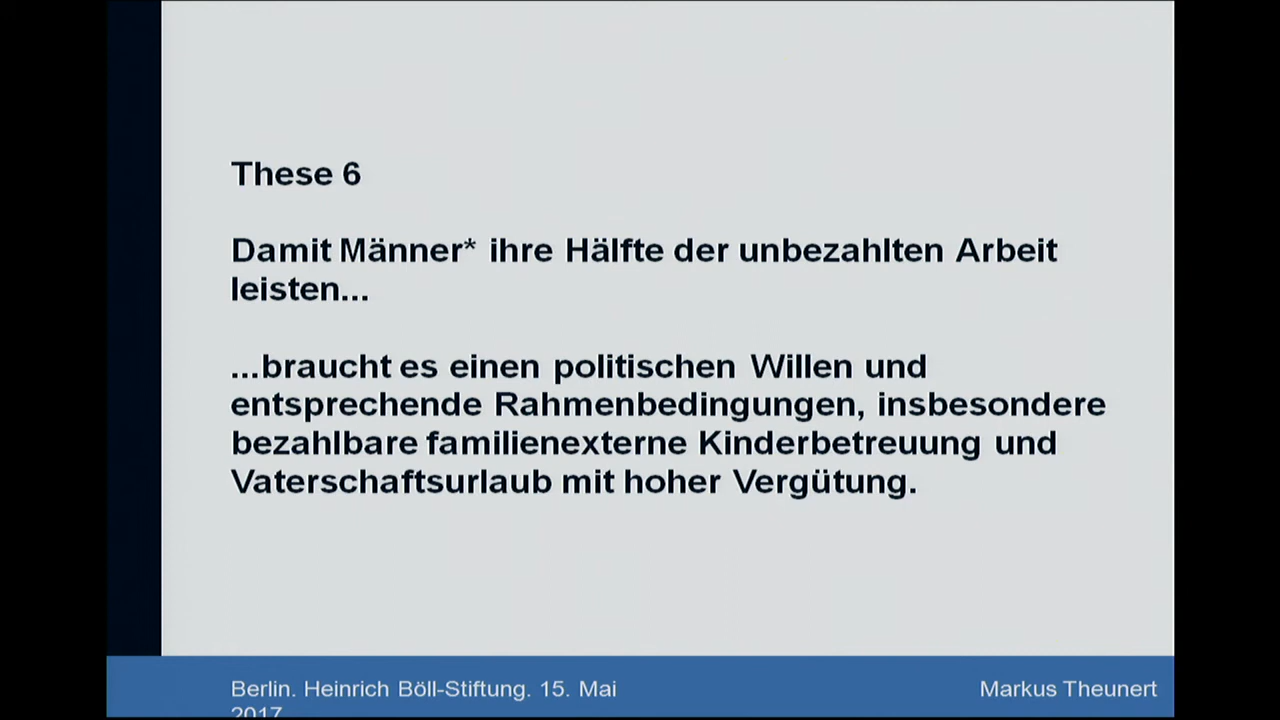 These 6
Damit Männer* ihre Hälfte der unbezahlten Arbeit
leisten...
...braucht es einen politischen Willen und
entsprechende Rahmenbedingungen, insbesondere
bezahlbare familienexterne Kinderbetreuung und
Vaterschaftsurlaub mit hoher Vergütung.
Berlin. Heinrich Böll-Stiftung. 15. Mai
2017
Markus Theunert